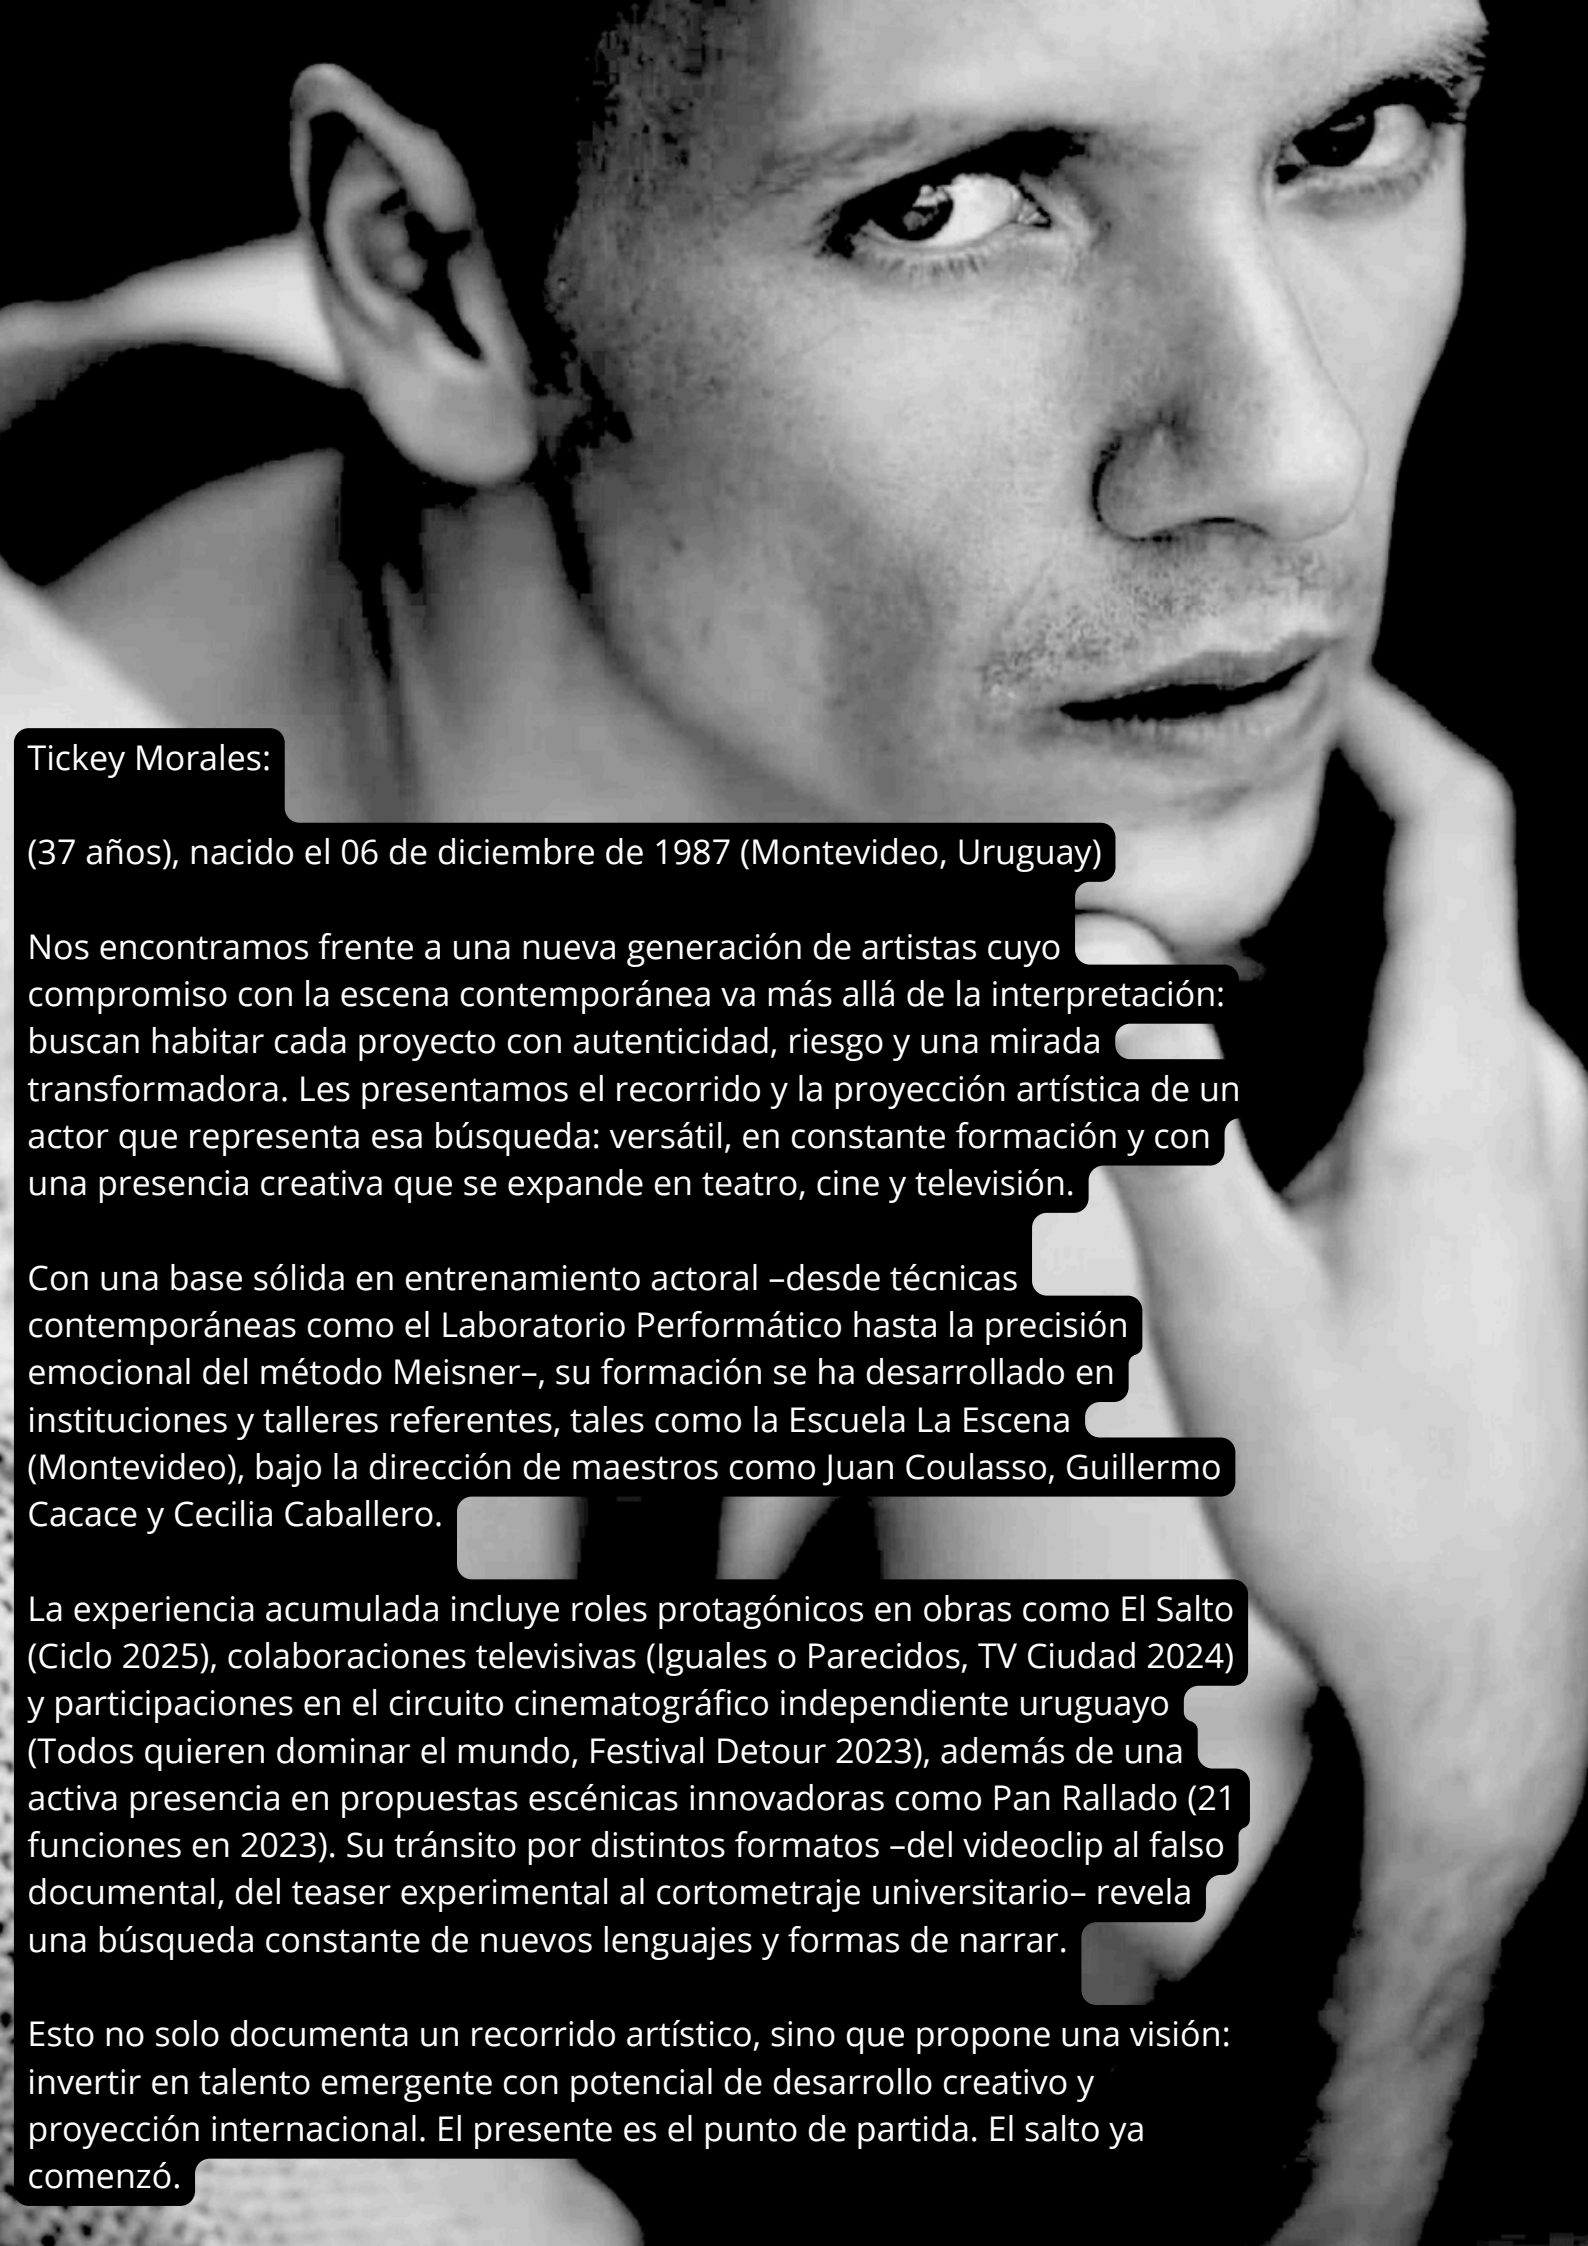 Tickey Morales:
(37 años), nacido el 06 de diciembre de 1987 (Montevideo, Uruguay)
Nos encontramos frente a una nueva generación de artistas cuyo
compromiso con la escena contemporánea va más allá de la interpretación:
buscan habitar cada proyecto con autenticidad, riesgo y una mirada
transformadora. Les presentamos el recorrido y la proyección artística de un
actor que representa esa búsqueda: versátil, en constante formación y con
una presencia creativa que se expande en teatro, cine y televisión.
Con una base sólida en entrenamiento actoral –desde técnicas
contemporáneas como el Laboratorio Performático hasta la precisión
emocional del método Meisner–, su formación se ha desarrollado en
instituciones y talleres referentes, tales como la Escuela La Escena
(Montevideo), bajo la dirección de maestros como Juan Coulasso, Guillermo
Cacace y Cecilia Caballero.
La experiencia acumulada incluye roles protagónicos en obras como El Salto
(Ciclo 2025), colaboraciones televisivas (Iguales o Parecidos, TV Ciudad 2024)
y participaciones en el circuito cinematográfico independiente uruguayo
(Todos quieren dominar el mundo, Festival Detour 2023), además de una
activa presencia en propuestas escénicas innovadoras como Pan Rallado (21
funciones en 2023). Su tránsito por distintos formatos –del videoclip al falso
documental, del teaser experimental al cortometraje universitario– revela
una búsqueda constante de nuevos lenguajes y formas de narrar.
Esto no solo documenta un recorrido artístico, sino que propone una visión:
invertir en talento emergente con potencial de desarrollo creativo y
proyección internacional. El presente es el punto de partida. El salto ya
comenzó.